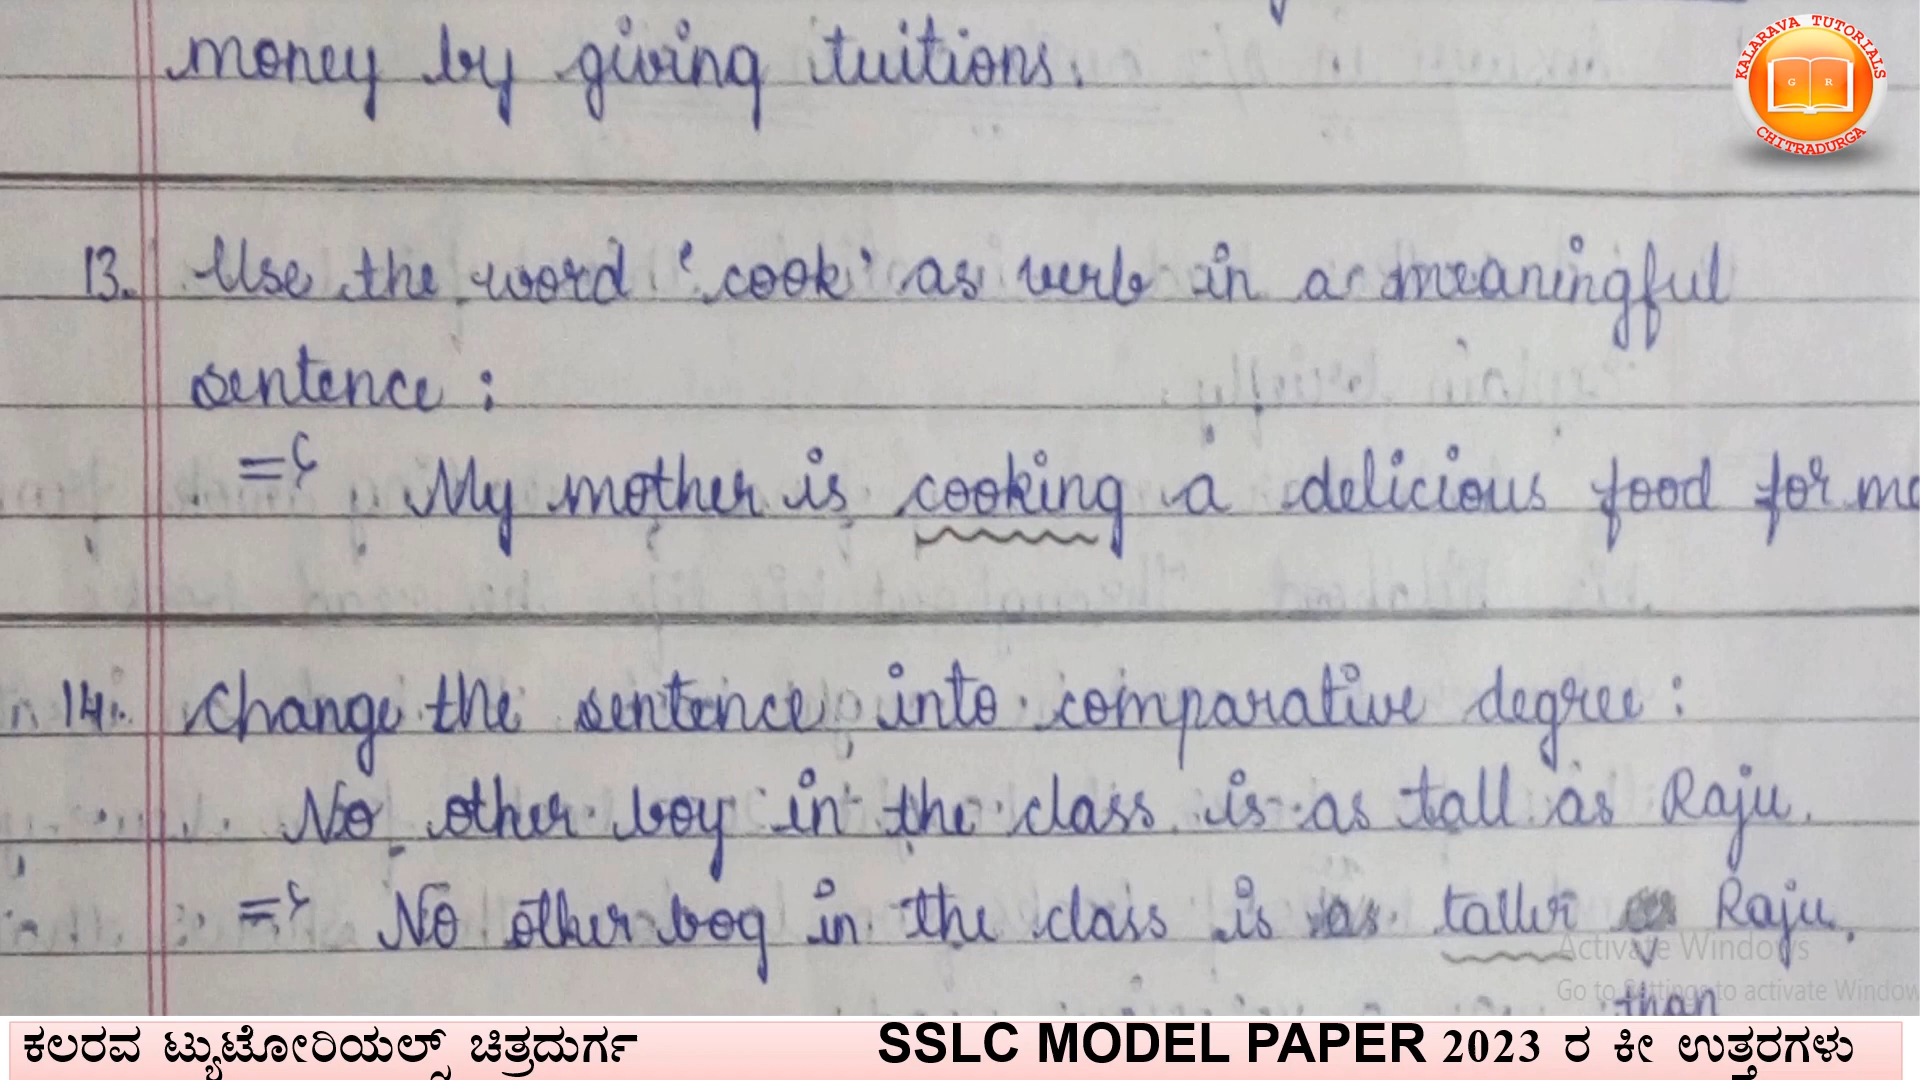 money by giving tuitions.
KALARAVA TUTORIALS
G R
CHITRADURGA
13. Use the word 'cook' as verb in a meaningful
sentence :
=> My mother is cooking a delicious food for me
14. Change the sentence into comparative degree :
No other boy in the class is as tall as Raju.
=> No other boy in the class is as taller Raju.
than
Activate Windows
Go to Settings to activate Window
ಕಲರವ ಟ್ಯುಟೋರಿಯಲ್ಸ್ ಚಿತ್ರದುರ್ಗ SSLC MODEL PAPER 2023 ರ ಕೀ ಉತ್ತರಗಳು